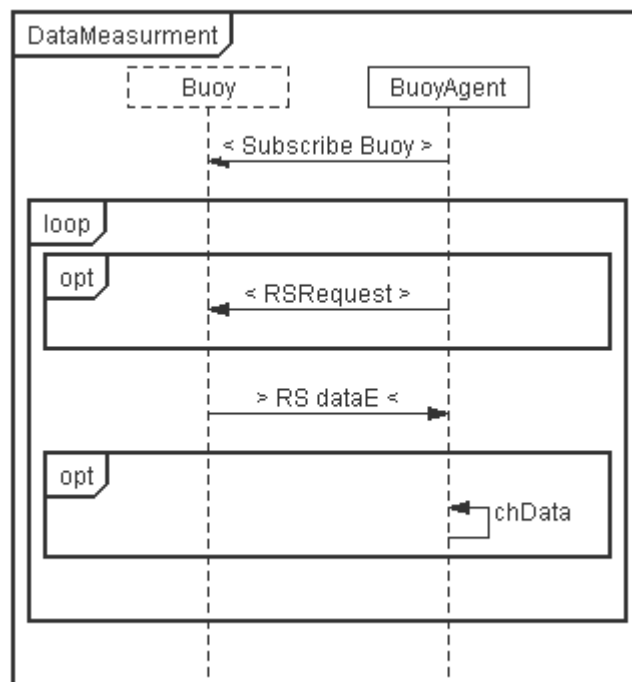 DataMeasurment
Buoy
BuoyAgent
< Subscribe Buoy >
loop
opt
< RSRequest >
> RS dataE <
opt
chData